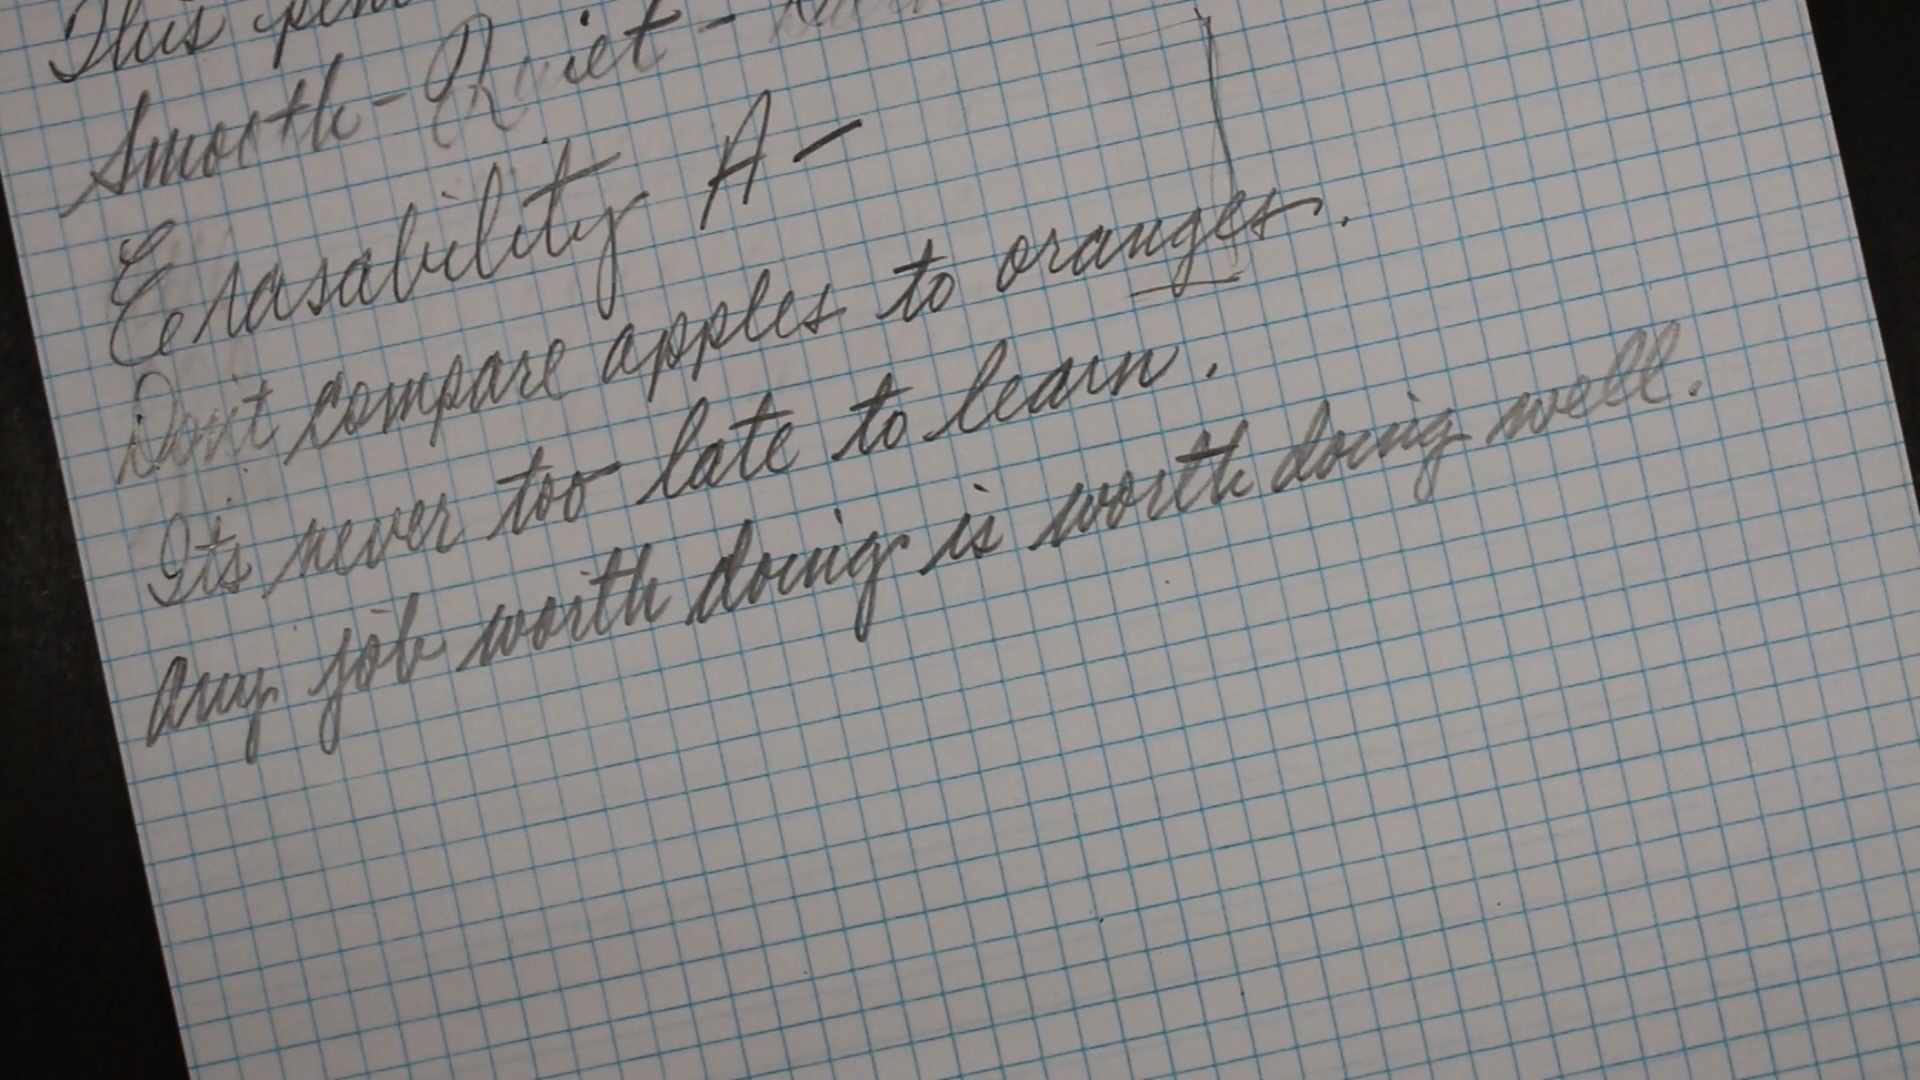 This
Smooth - Quiet -
Erasability A-
Don't compare apples to oranges.
It's never too late to learn.
Any job worth doing is worth doing well.